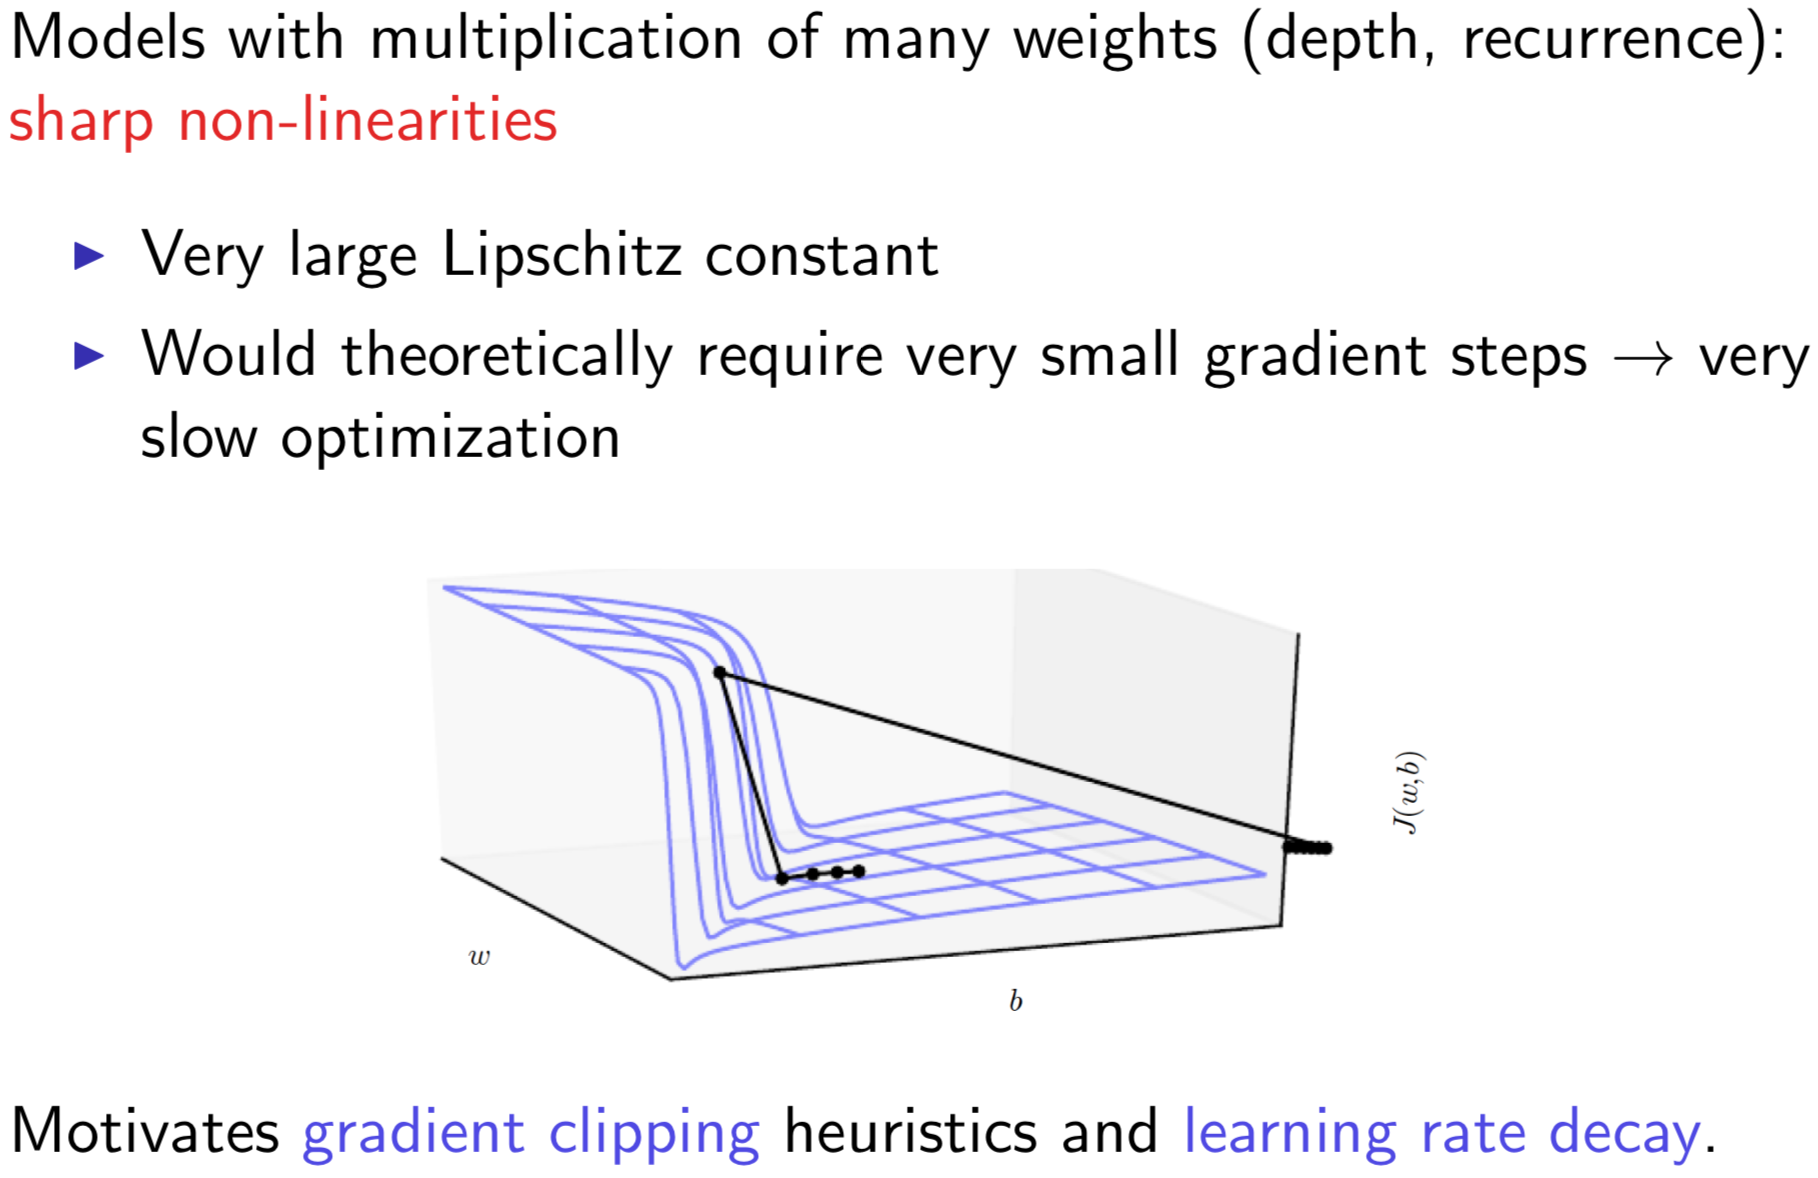 Models with multiplication of many weights (depth, recurrence):
sharp non-linearities
▶ Very large Lipschitz constant
▶ Would theoretically require very small gradient steps → very
slow optimization
J(w,b)
w
b
Motivates gradient clipping heuristics and learning rate decay.